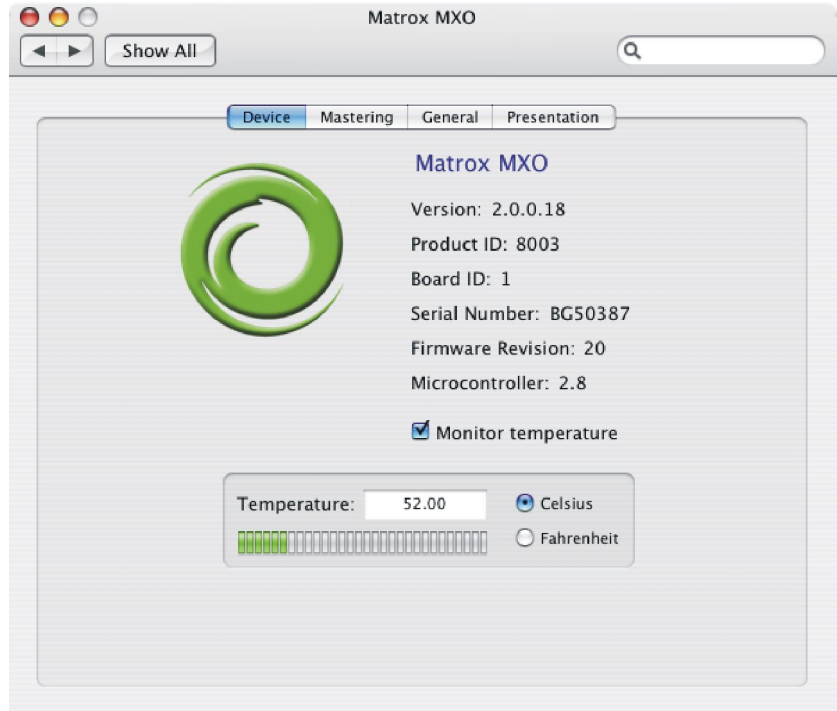 Matrox MXO
Show All
Device Mastering General Presentation
Matrox MXO
Version: 2.0.0.18
Product ID: 8003
Board ID: 1
Serial Number: BG50387
Firmware Revision: 20
Microcontroller: 2.8
Monitor temperature
Temperature: 52.00 Celsius
Fahrenheit